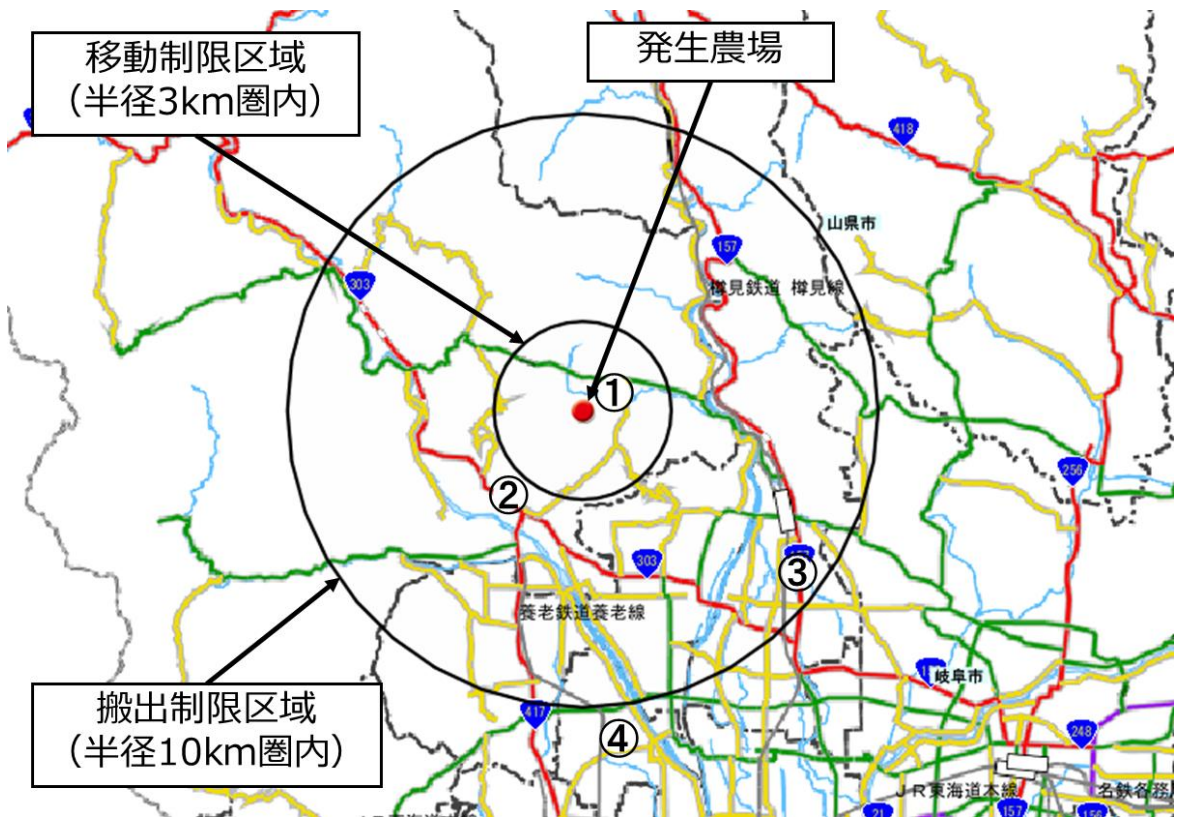 移動制限区域
（半径3km圏内）
発生農場
418
山県市
157
303
樽見鉄道 樽見線
①
256
②
303
③
養老鉄道養老線
岐阜市
搬出制限区域
（半径10km圏内）
417
④
248
ＪＲ東海道本線
名鉄各務
21
157
156